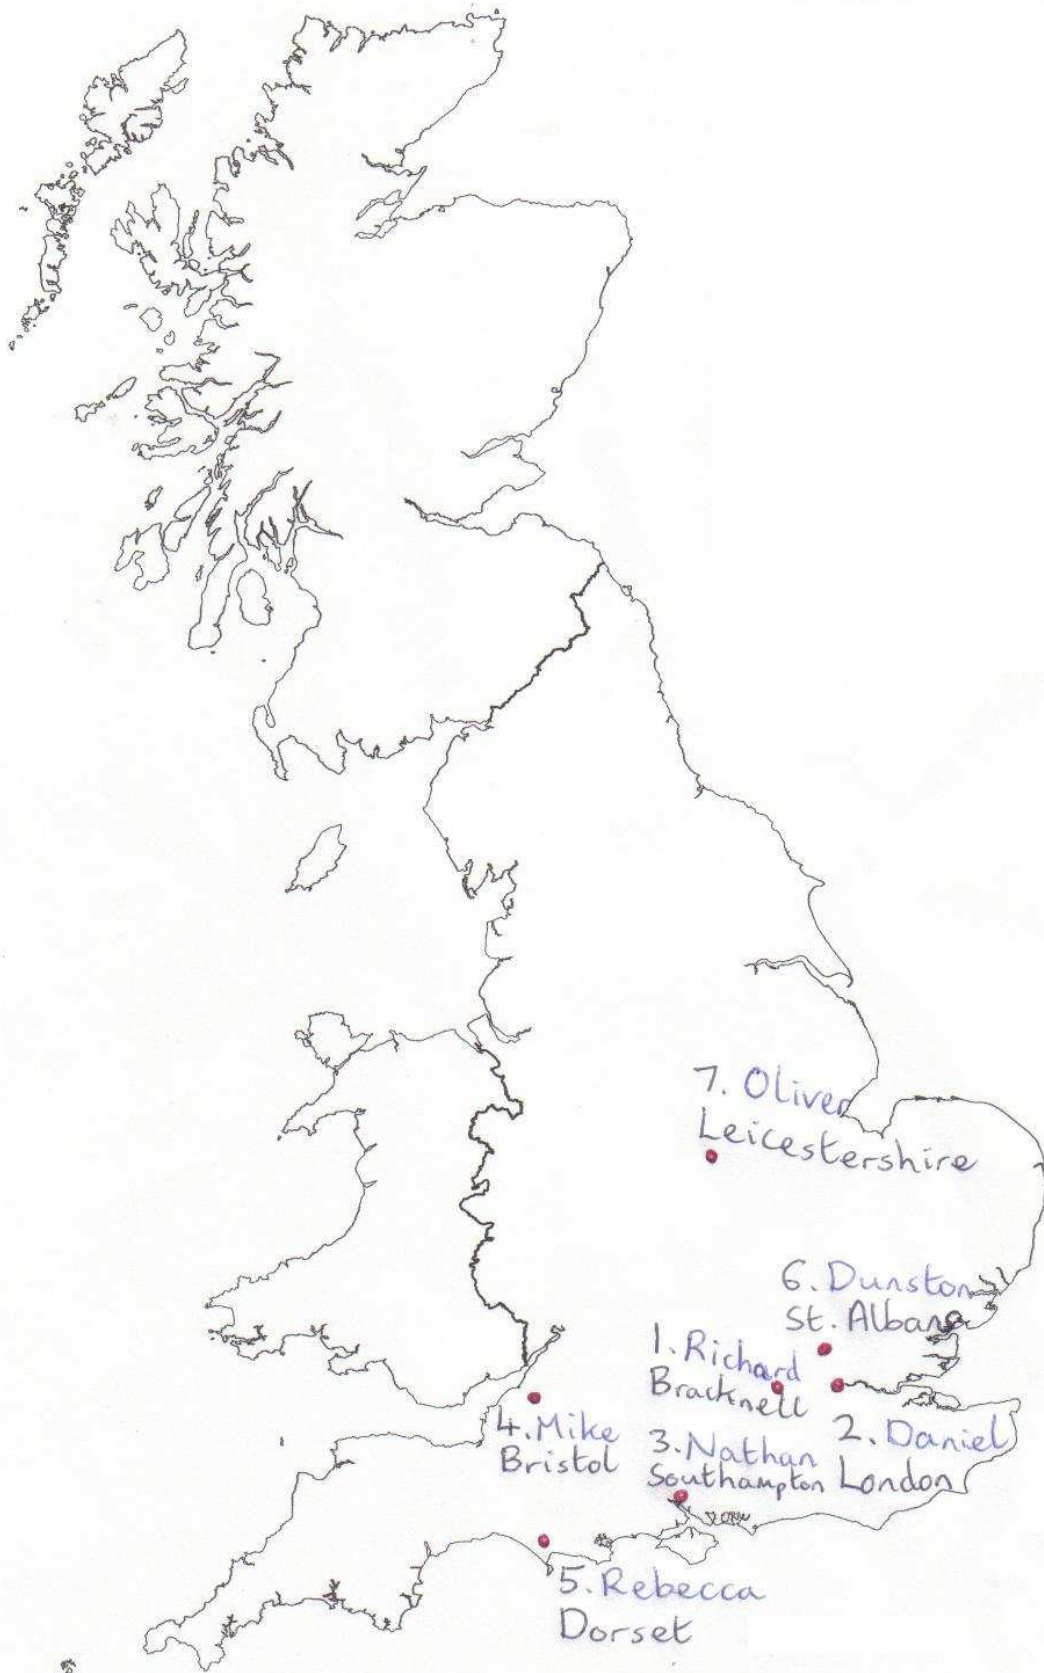 7. Oliver
Leicestershire
6. Dunston
St. Albans
1. Richard
Bracknell
2. Daniel
London
3. Nathan
Southampton
4. Mike
Bristol
5. Rebecca
Dorset